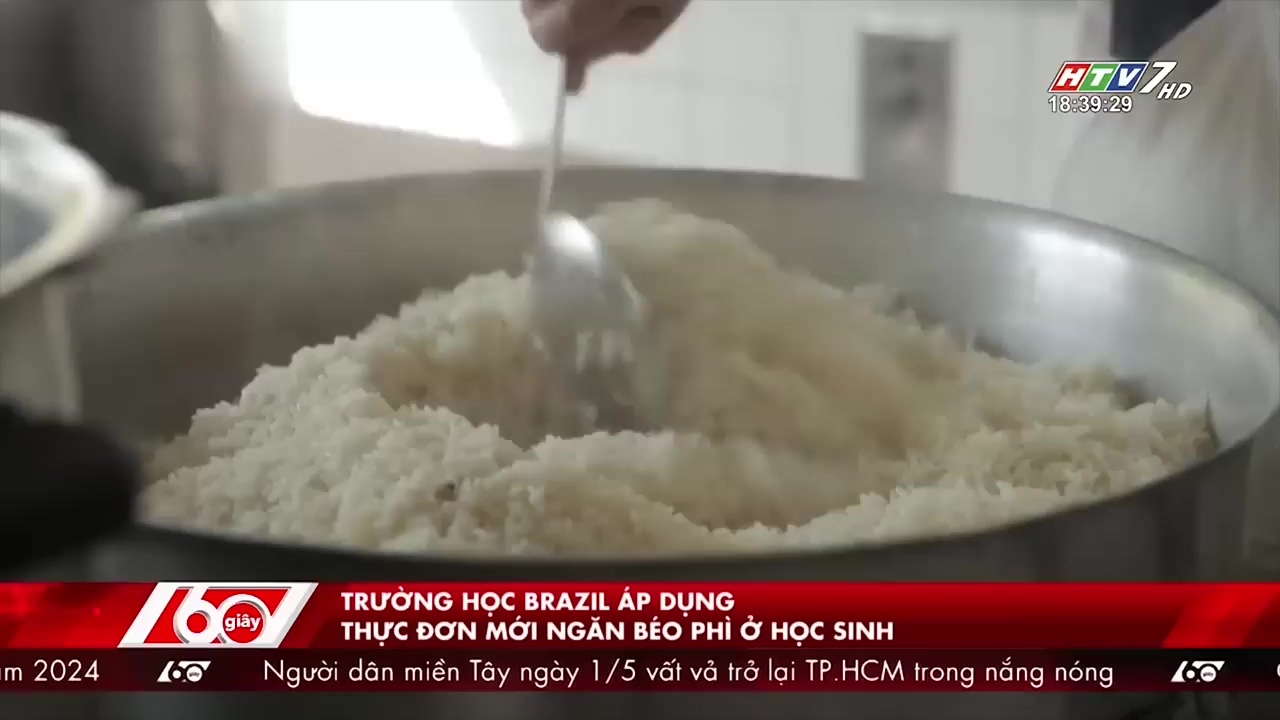 HTV7 HD
18:39:29
60 giây
TRƯỜNG HỌC BRAZIL ÁP DỤNG
THỰC ĐƠN MỚI NGĂN BÉO PHÌ Ở HỌC SINH
2024 60 giây Người dân miền Tây ngày 1/5 vất vả trở lại TP.HCM trong nắng nóng 60 giây